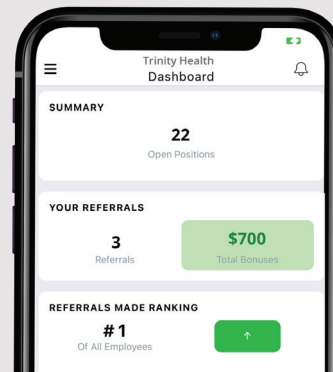 Trinity Health
Dashboard
SUMMARY
22
Open Positions
YOUR REFERRALS
3
Referrals
$700
Total Bonuses
REFERRALS MADE RANKING
#1
Of All Employees